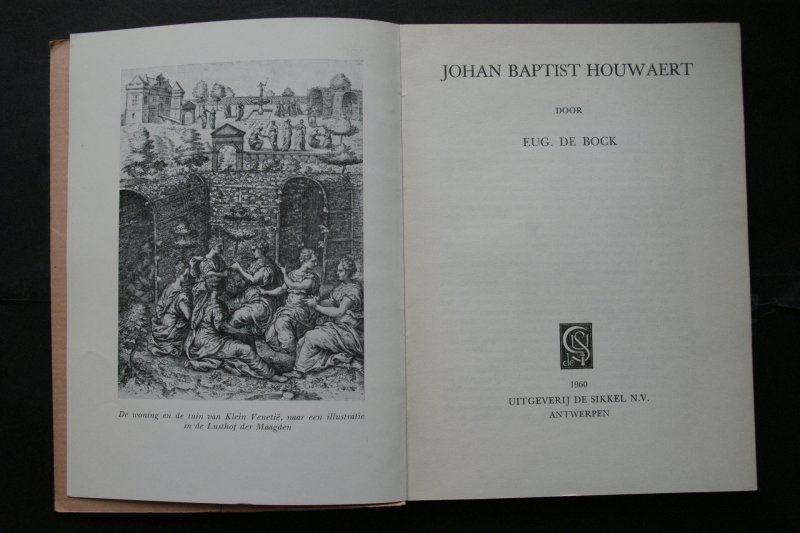 De woning en de tuin van Klein Venetië, naar een illustratie
in de Lusthof der Maagden
JOHAN BAPTIST HOUWAERT
DOOR
EUG. DE BOCK
de
1960
UITGEVERIJ DE SIKKEL N.V.
ANTWERPEN